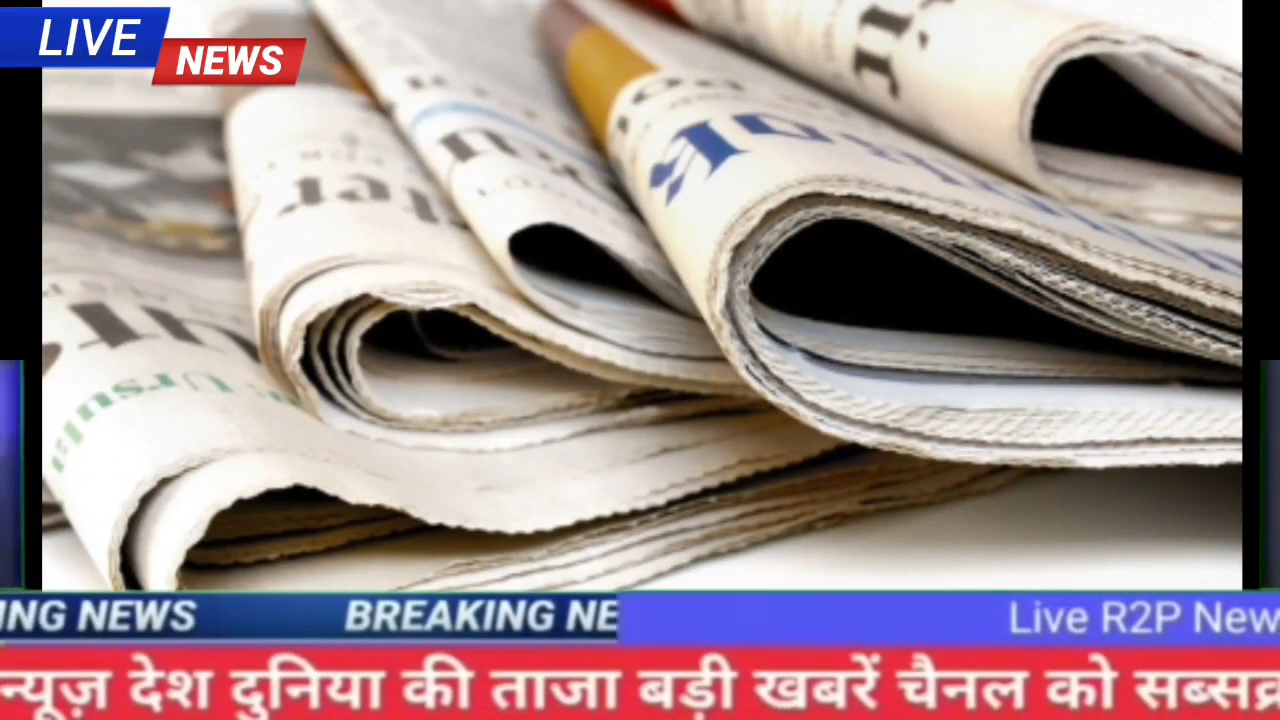 LIVE
NEWS
ING NEWS BREAKING NE
Live R2P New
न्यूज़ देश दुनिया की ताजा बड़ी खबरें चैनल को सब्सक्र